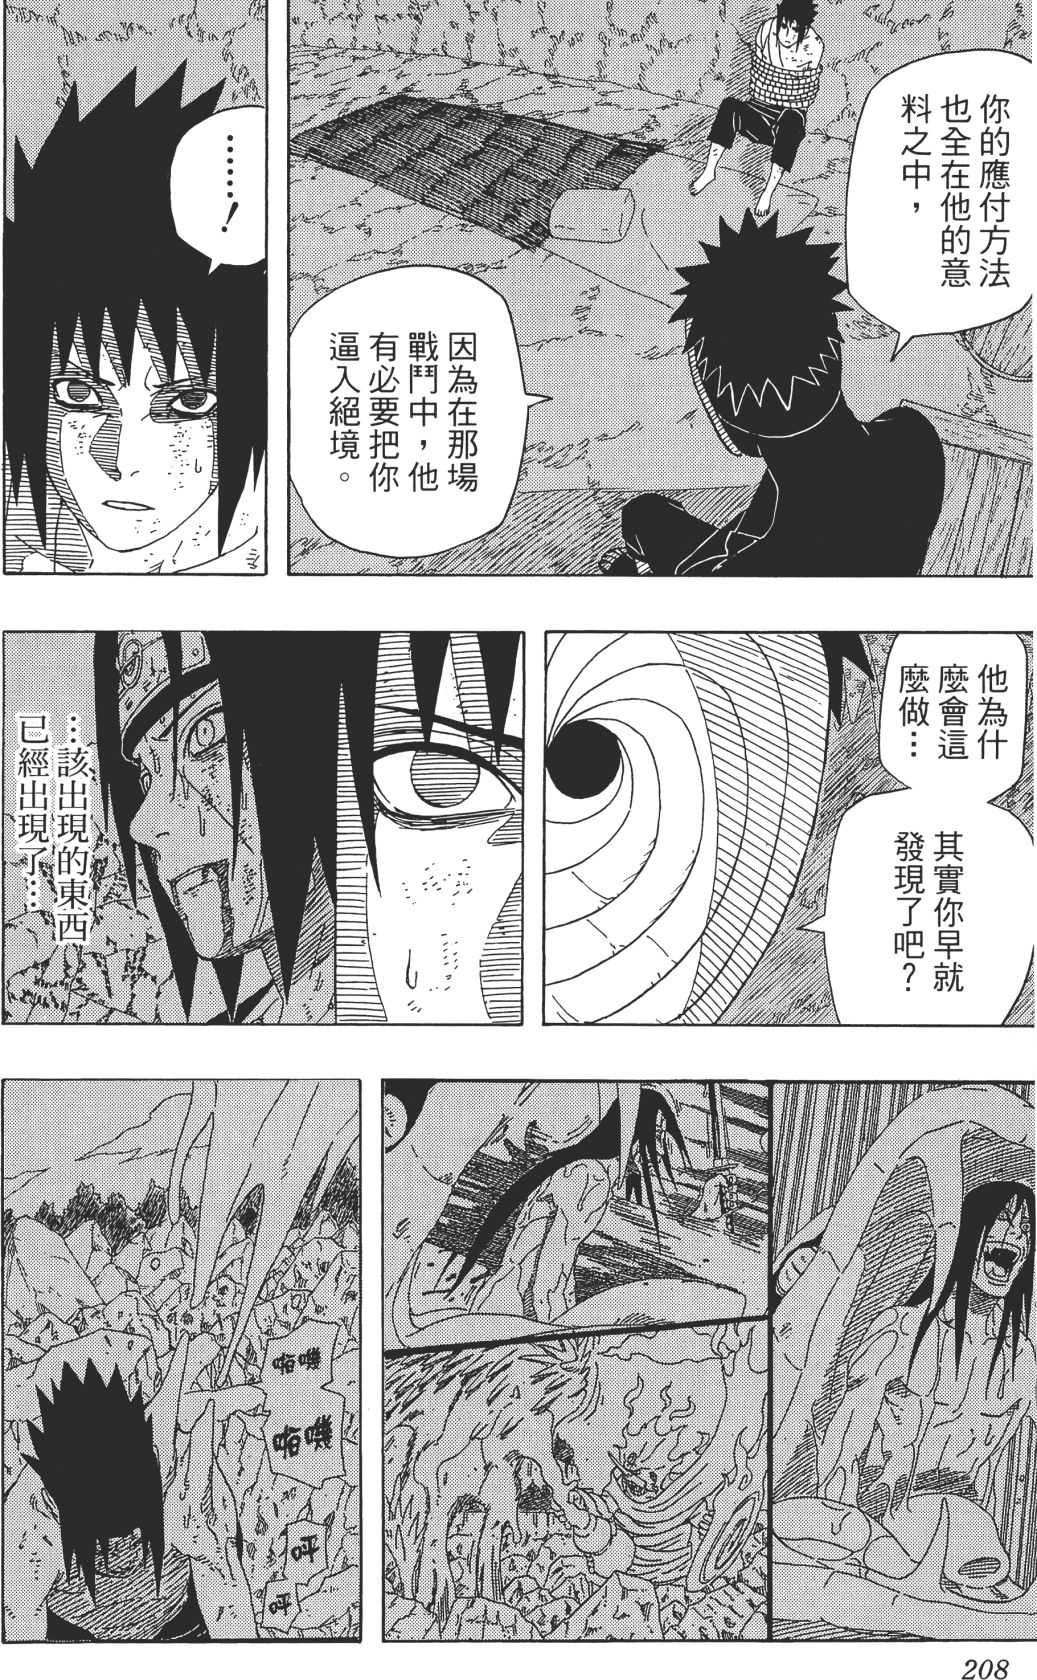 你的應付方法
也全在他的意
料之中，
因為在那場
戰鬥中，他
有必要把你
逼入絕境。
……！
他為什
麼會這
麼做…
其實你早就
發現了吧？
…該出現的東西
已經出現了…
嘰
嗒
嘰
嗒
呼
呼
208